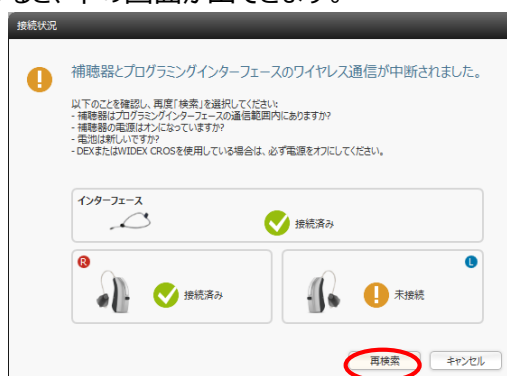 ると、下の画面が出てきます。
接続状況
補聴器とプログラミングインターフェースのワイヤレス通信が中断されました。
以下のことを確認し、再度「検索」を選択してください:
- 補聴器はプログラミングインターフェースの通信範囲内にありますか?
- 補聴器の電源はオンになっていますか?
- 電池は新しいですか?
- DEXまたはWIDEX CROSを使用している場合は、必ず電源をオフにしてください。
インターフェース
接続済み
R
L
接続済み
未接続
再検索
キャンセル